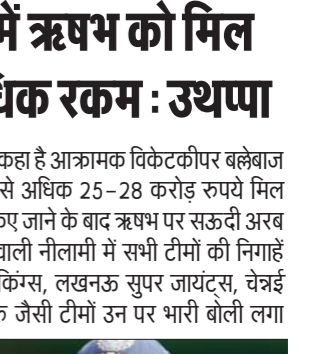 में ऋषभ को मिल
रकम : उथप्पा
कहा है आक्रामक विकेटकीपर बल्लेबाज
से अधिक 25-28 करोड़ रुपये मिल
जाने के बाद ऋषभ पर सऊदी अरब
वाली नीलामी में सभी टीमों की निगाहें
किंग्स, लखनऊ सुपर जायंट्स, चेन्नई
जैसी टीमों उन पर भारी बोली लगा